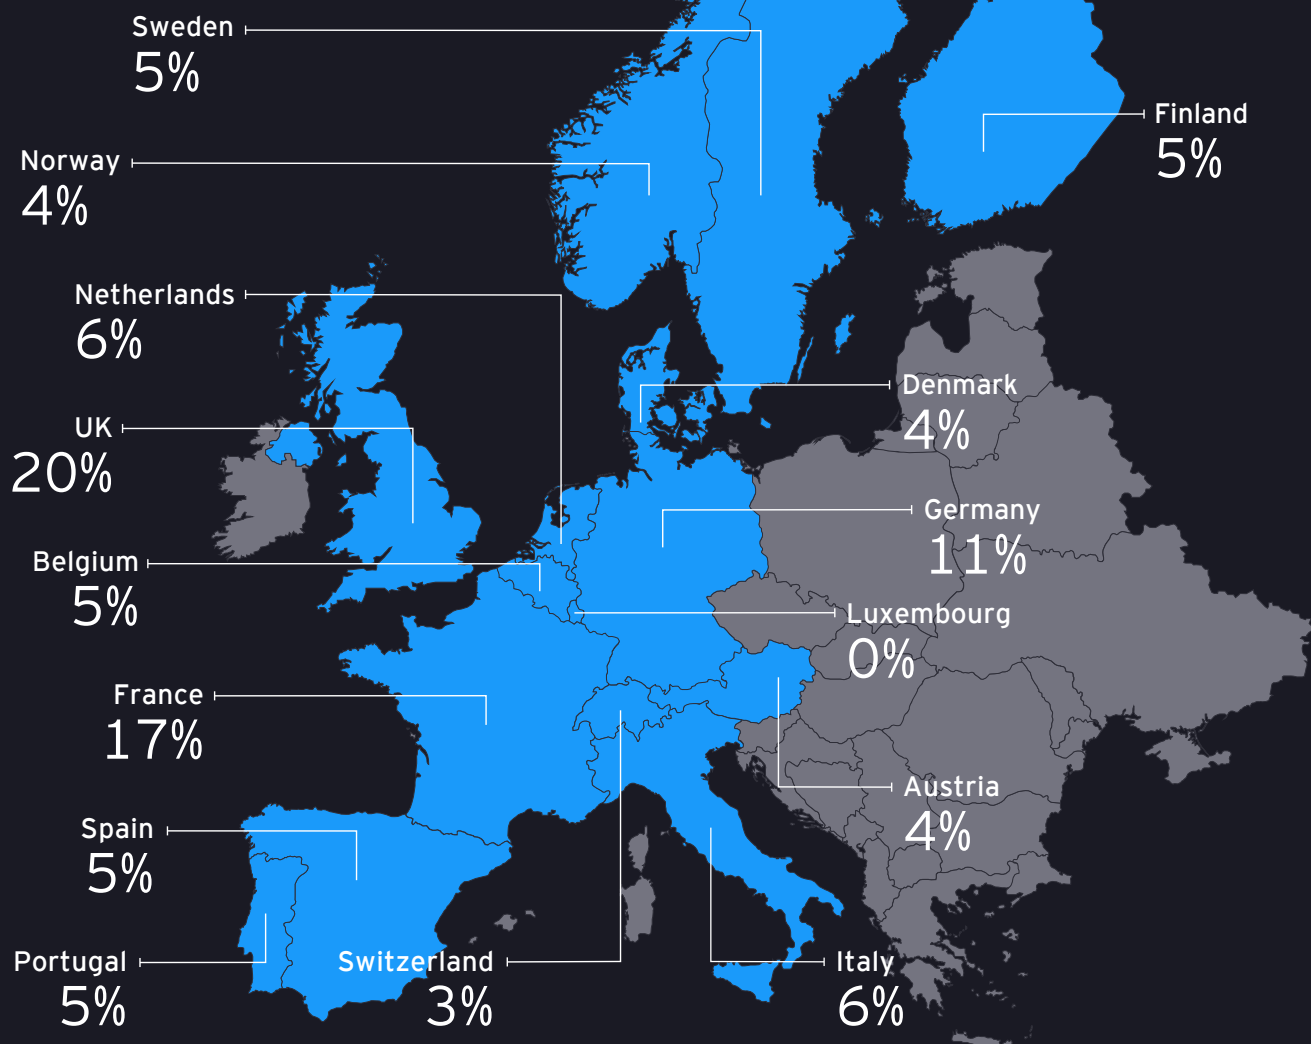 Sweden
5%
Finland
5%
Norway
4%
Netherlands
6%
Denmark
4%
UK
20%
Germany
11%
Belgium
5%
Luxembourg
0%
France
17%
Austria
4%
Spain
5%
Portugal
5%
Switzerland
3%
Italy
6%